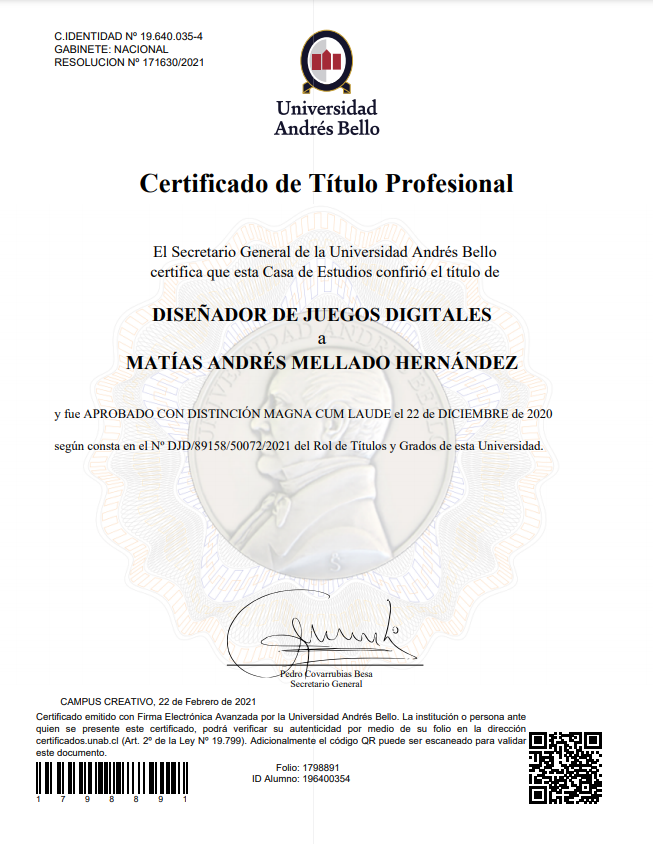 C.IDENTIDAD Nº 19.640.035-4
GABINETE: NACIONAL
RESOLUCION Nº 171630/2021
Universidad
Andrés Bello
Certificado de Título Profesional
El Secretario General de la Universidad Andrés Bello
certifica que esta Casa de Estudios confirió el título de
DISEÑADOR DE JUEGOS DIGITALES
a
MATÍAS ANDRÉS MELLADO HERNÁNDEZ
UNIVERSIDAD ANDRÉS BELLO
y fue APROBADO CON DISTINCIÓN MAGNA CUM LAUDE el 22 de DICIEMBRE de 2020
según consta en el Nº DJD/89158/50072/2021 del Rol de Títulos y Grados de esta Universidad.
Pedro Covarrubias Besa
Secretario General
CAMPUS CREATIVO, 22 de Febrero de 2021
Certificado emitido con Firma Electrónica Avanzada por la Universidad Andrés Bello. La institución o persona ante
quien se presente este certificado, podrá verificar su autenticidad por medio de su folio en la dirección
certificados.unab.cl (Art. 2º de la Ley Nº 19.799). Adicionalmente el código QR puede ser escaneado para validar
este documento.
Folio: 1798891
ID Alumno: 196400354
1 7 9 8 8 9 1